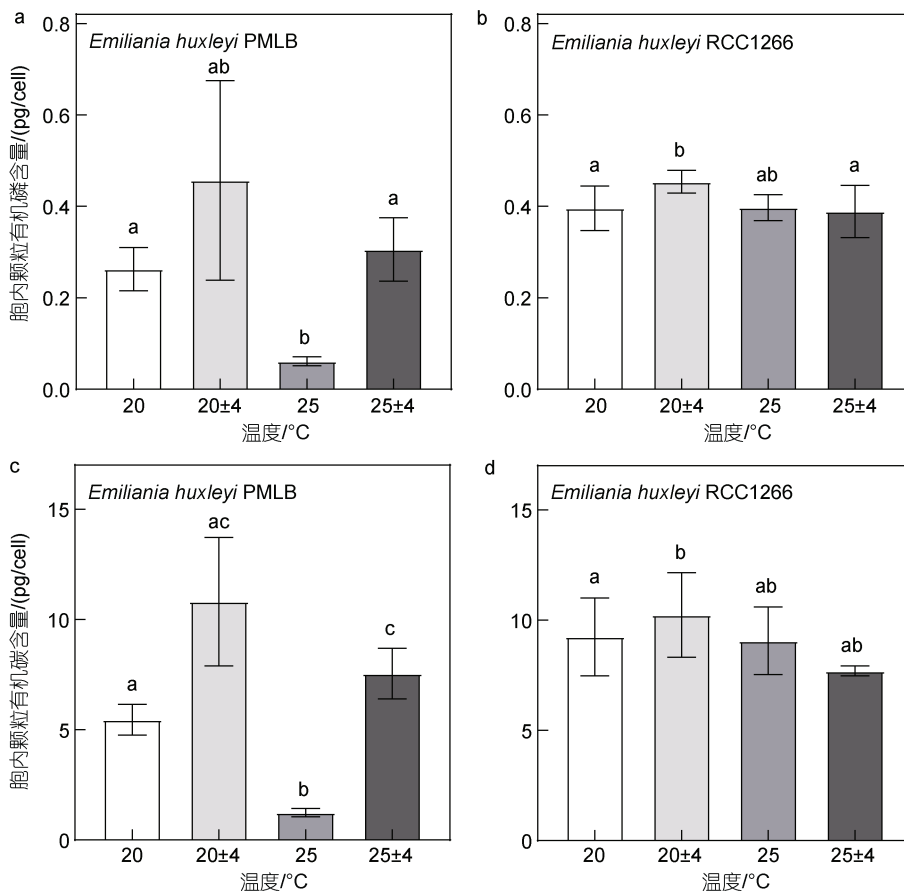 a
Emiliania huxleyi PMLB
胞内颗粒有机磷含量/(pg/cell)
0.8
0.6
0.4
0.2
0.0
a
ab
b
a
20
20±4
25
25±4
温度/°C
b
Emiliania huxleyi RCC1266
0.8
0.6
0.4
0.2
0.0
a
b
ab
a
20
20±4
25
25±4
温度/°C
c
Emiliania huxleyi PMLB
胞内颗粒有机碳含量/(pg/cell)
15
10
5
0
a
ac
b
c
20
20±4
25
25±4
温度/°C
d
Emiliania huxleyi RCC1266
15
10
5
0
a
b
ab
ab
20
20±4
25
25±4
温度/°C